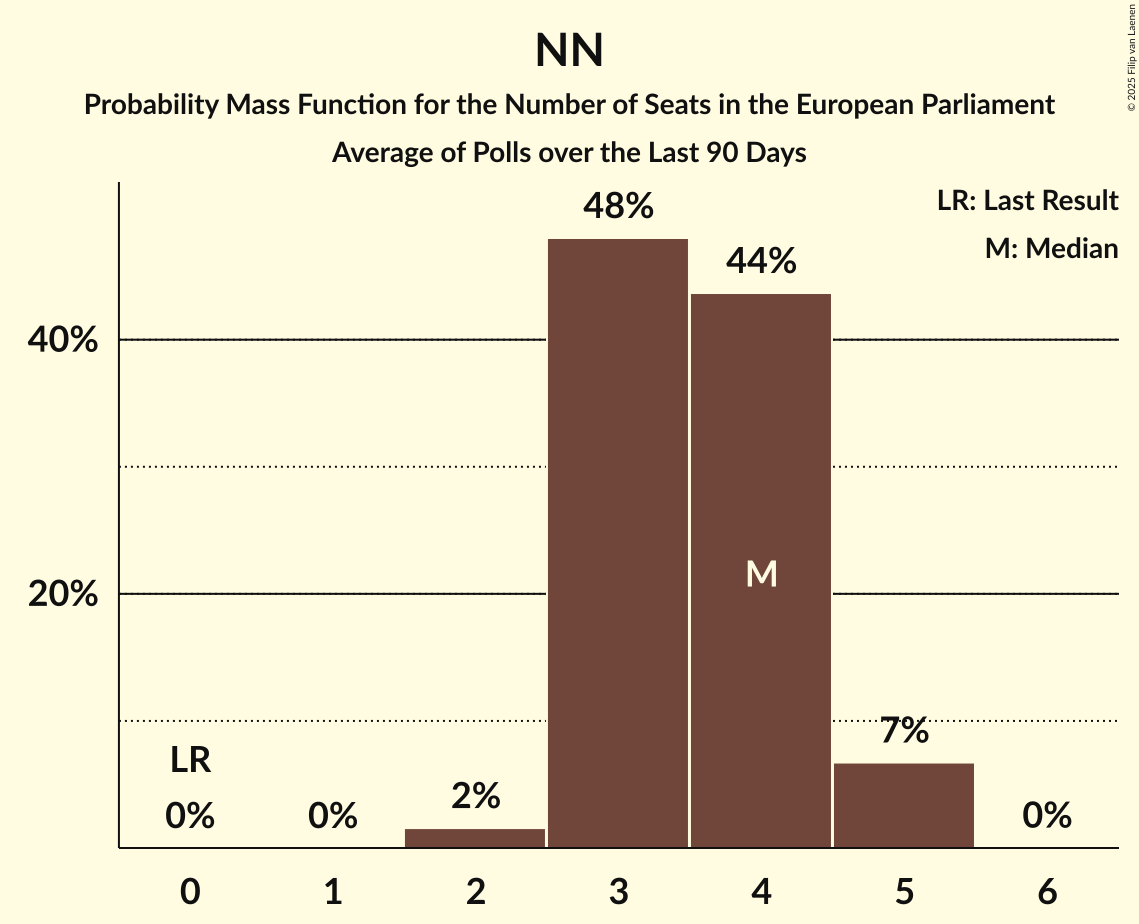 NN
Probability Mass Function for the Number of Seats in the European Parliament
Average of Polls over the Last 90 Days
© 2025 Filip van Laenen
LR: Last Result
M: Median
48%
44%
40%
M
20%
7%
LR
2%
0%
0%
0%
0 1 2 3 4 5 6